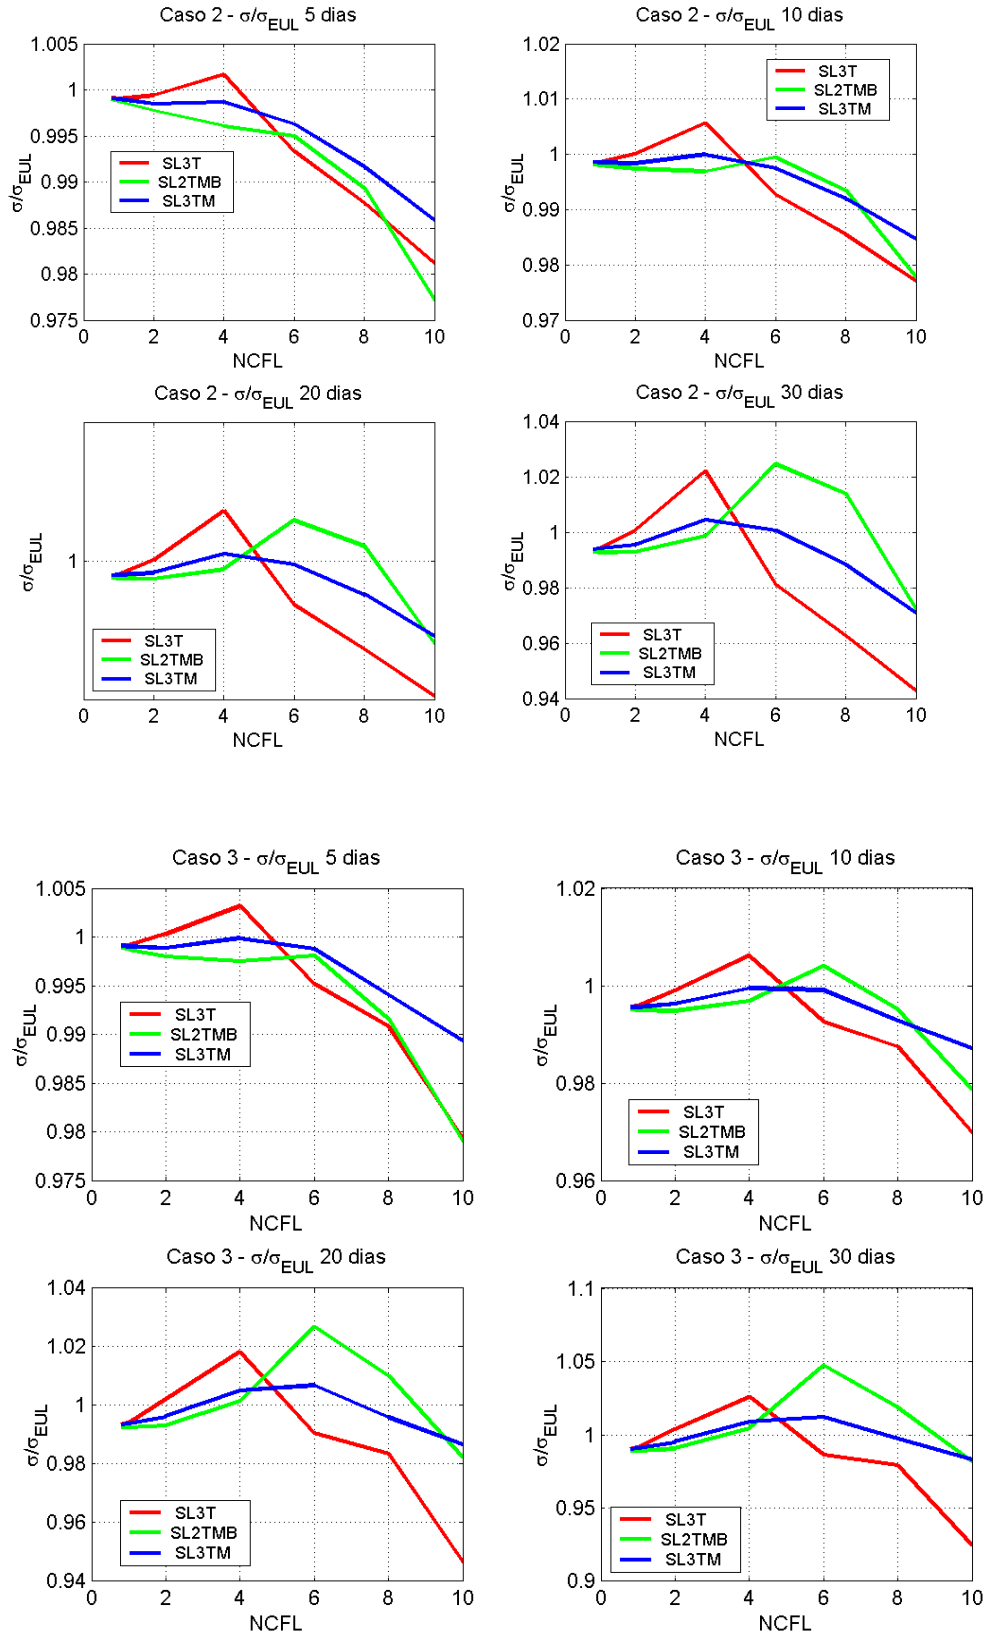 Caso 2 - σ/σEUL 5 dias
1.005
1
0.995
0.99
0.985
0.98
0.975
σ/σEUL
SL3T
SL2TMB
SL3TM
0 2 4 6 8 10
NCFL
Caso 2 - σ/σEUL 10 dias
1.02
1.01
1
0.99
0.98
0.97
σ/σEUL
SL3T
SL2TMB
SL3TM
0 2 4 6 8 10
NCFL
Caso 2 - σ/σEUL 20 dias
1
σ/σEUL
SL3T
SL2TMB
SL3TM
0 2 4 6 8 10
NCFL
Caso 2 - σ/σEUL 30 dias
1.04
1.02
1
0.98
0.96
0.94
σ/σEUL
SL3T
SL2TMB
SL3TM
0 2 4 6 8 10
NCFL
Caso 3 - σ/σEUL 5 dias
1.005
1
0.995
0.99
0.985
0.98
0.975
σ/σEUL
SL3T
SL2TMB
SL3TM
0 2 4 6 8 10
NCFL
Caso 3 - σ/σEUL 10 dias
1.02
1
0.98
0.96
σ/σEUL
SL3T
SL2TMB
SL3TM
0 2 4 6 8 10
NCFL
Caso 3 - σ/σEUL 20 dias
1.04
1.02
1
0.98
0.96
0.94
σ/σEUL
SL3T
SL2TMB
SL3TM
0 2 4 6 8 10
NCFL
Caso 3 - σ/σEUL 30 dias
1.1
1.05
1
0.95
0.9
σ/σEUL
SL3T
SL2TMB
SL3TM
0 2 4 6 8 10
NCFL